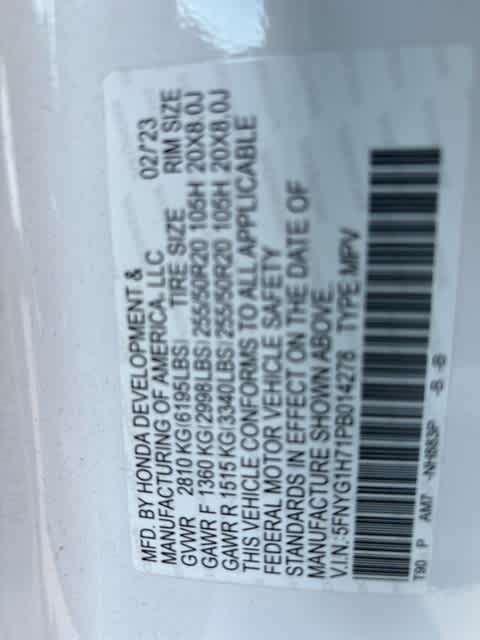 MFD. BY HONDA DEVELOPMENT &
MANUFACTURING OF AMERICA, LLC 02/'23
GVWR 2810 KG(6195LBS) TIRE SIZE RIM SIZE
GAWR F 1360 KG(2998LBS) 255/50R20 105H 20X8.0J
GAWR R 1515 KG(3340LBS) 255/50R20 105H 20X8.0J
THIS VEHICLE CONFORMS TO ALL APPLICABLE
FEDERAL MOTOR VEHICLE SAFETY
STANDARDS IN EFFECT ON THE DATE OF
MANUFACTURE SHOWN ABOVE.
V.I.N.:5FNYG1H71PB014278 TYPE MPV
T90 P AM7 -NH883P -B -B